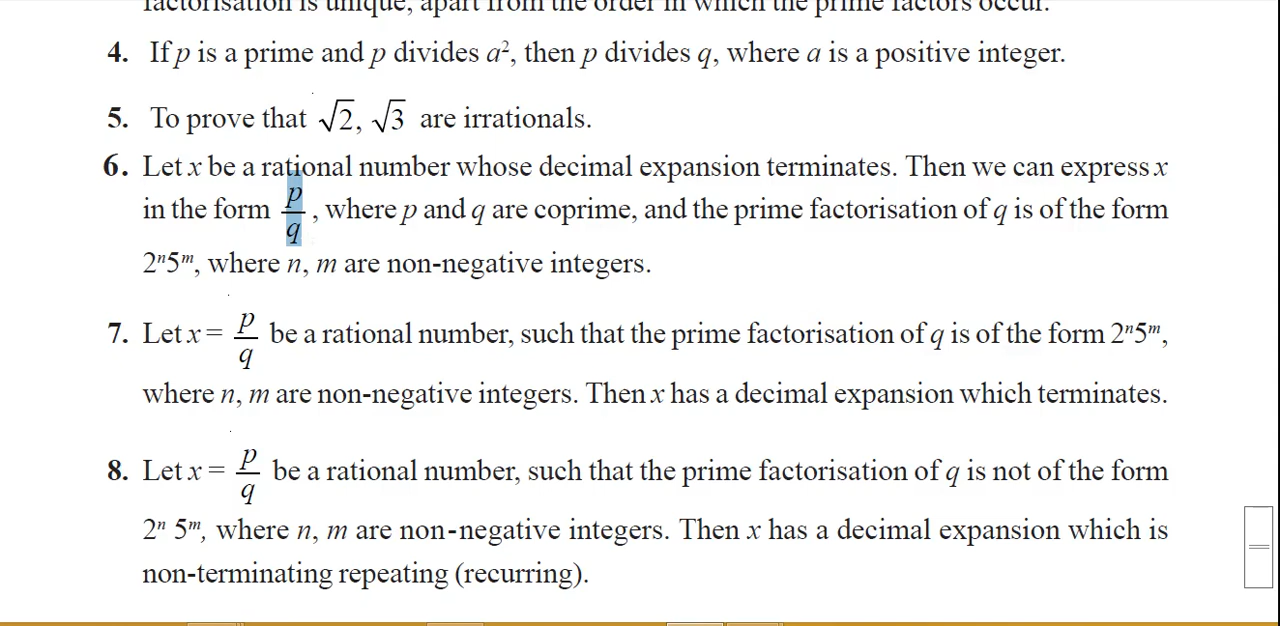 factorisation is unique, apart from the order in which the prime factors occur.
4. If p is a prime and p divides a², then p divides q, where a is a positive integer.
5. To prove that √2, √3 are irrationals.
6. Let x be a rational number whose decimal expansion terminates. Then we can express x
in the form p/q, where p and q are coprime, and the prime factorisation of q is of the form
2ⁿ5ᵐ, where n, m are non-negative integers.
7. Let x = p/q be a rational number, such that the prime factorisation of q is of the form 2ⁿ5ᵐ,
where n, m are non-negative integers. Then x has a decimal expansion which terminates.
8. Let x = p/q be a rational number, such that the prime factorisation of q is not of the form
2ⁿ 5ᵐ, where n, m are non-negative integers. Then x has a decimal expansion which is
non-terminating repeating (recurring).